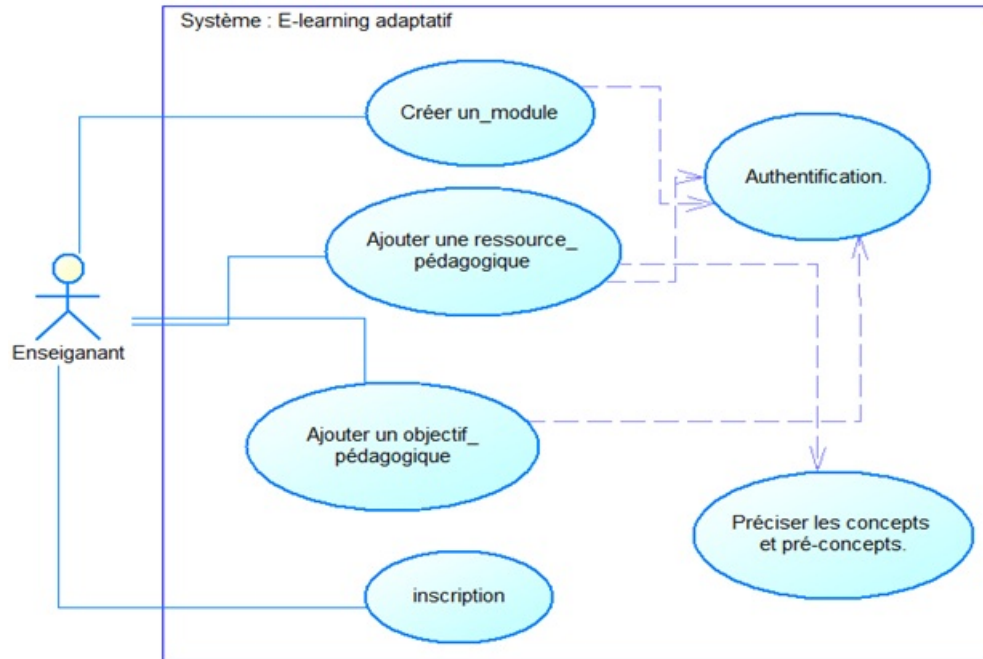 Système : E-learning adaptatif
Créer un_module
Authentification.
Ajouter une ressource_
pédagogique
Enseiganant
Ajouter un objectif_
pédagogique
Préciser les concepts
et pré-concepts.
inscription